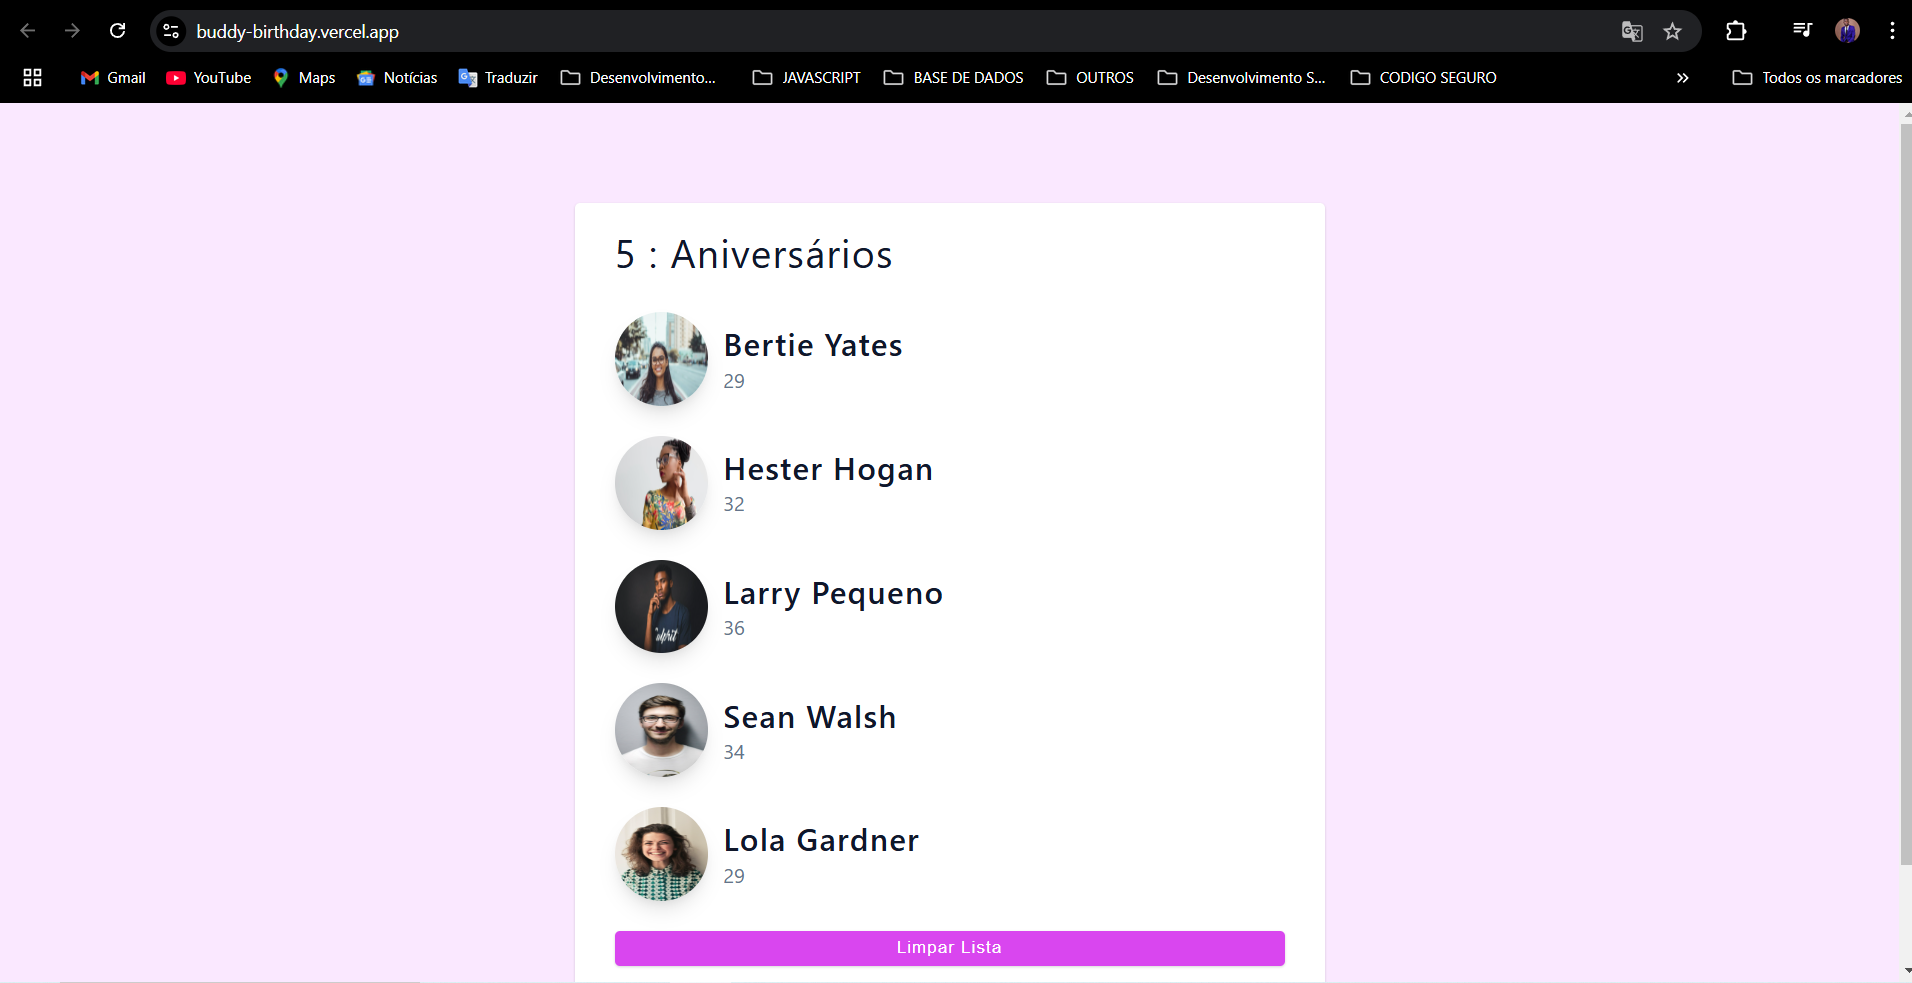 buddy-birthday.vercel.app
Gmail YouTube Maps Notícias Traduzir Desenvolvimento... JAVASCRIPT BASE DE DADOS OUTROS Desenvolvimento S... CODIGO SEGURO » Todos os marcadores
5 : Aniversários
Bertie Yates
29
Hester Hogan
32
Larry Pequeno
36
Sean Walsh
34
Lola Gardner
29
Limpar Lista